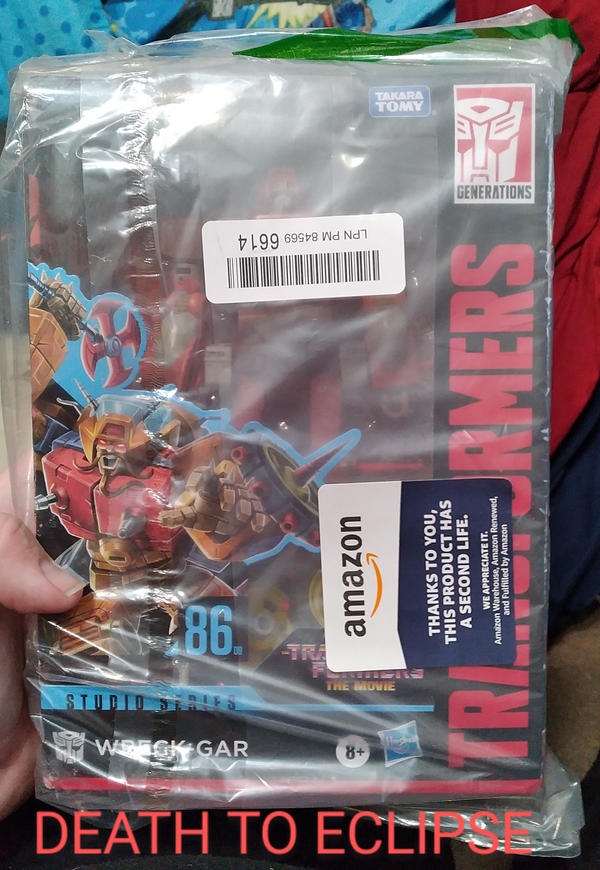 TAKARA
TOMY
GENERATIONS
LPN PM 84569 6614
TRANSFORMERS
amazon
THANKS TO YOU,
THIS PRODUCT HAS
A SECOND LIFE.
WE APPRECIATE IT.
Amazon Warehouse, Amazon Renewed,
and Fulfilled by Amazon
86
09
TRANSFORMERS
THE MOVIE
STUDIO SERIES
WRECK-GAR
8+
Hasbro
DEATH TO ECLIPSE